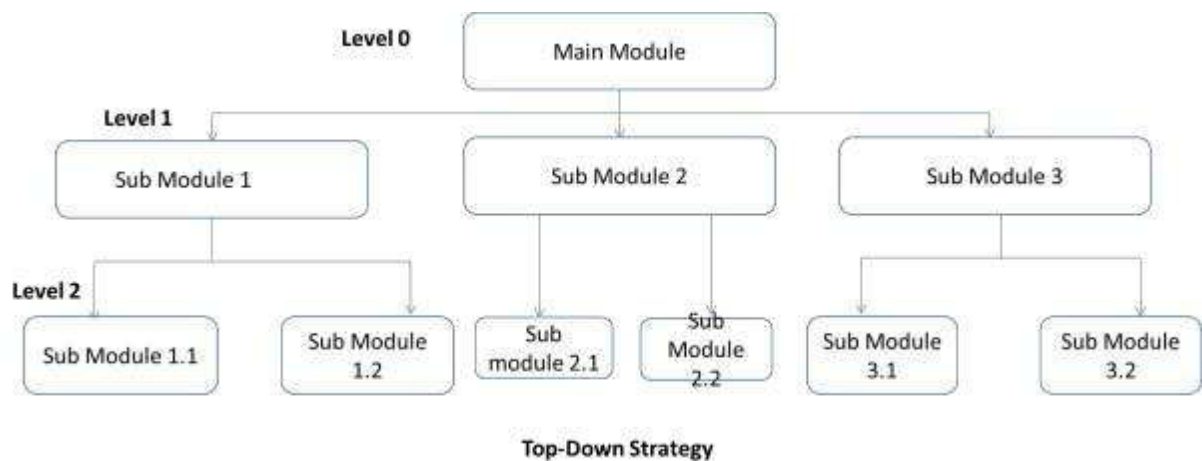 Level 0
Main Module
Level 1
Sub Module 1
Sub Module 2
Sub Module 3
Level 2
Sub Module 1.1
Sub Module
1.2
Sub
module 2.1
Sub
Module
2.2
Sub Module
3.1
Sub Module
3.2
Top-Down Strategy